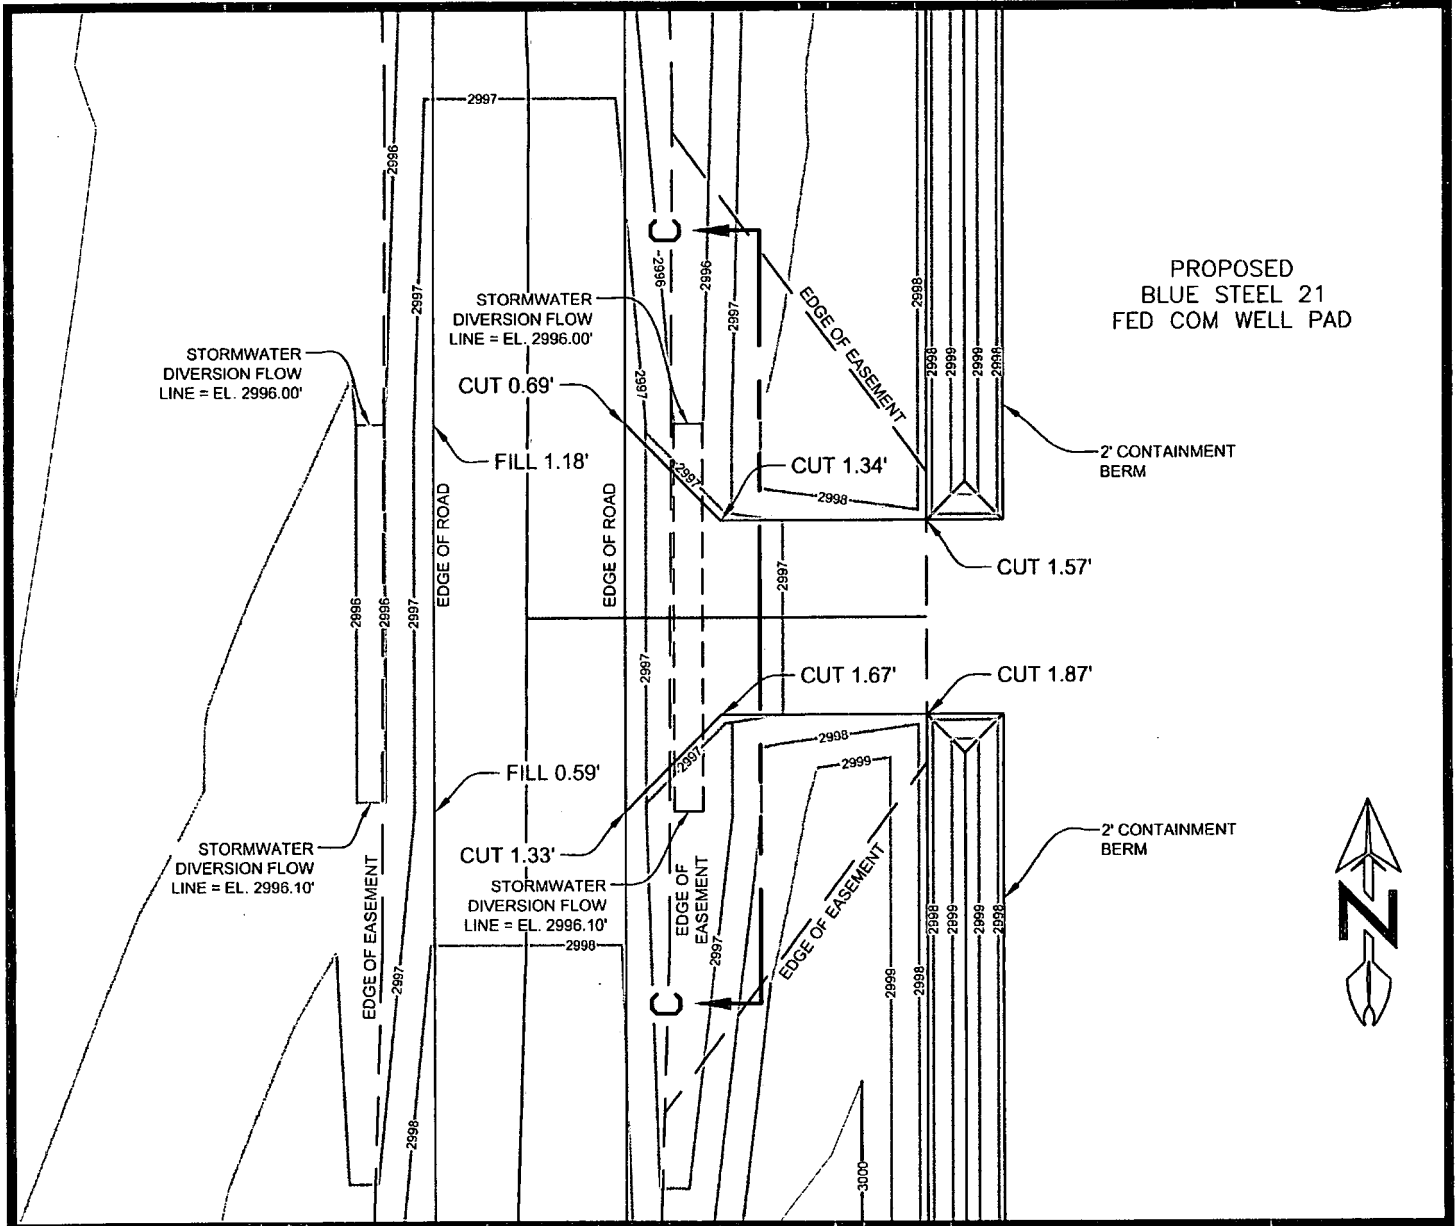 2997
2996
2998
PROPOSED
BLUE STEEL 21
FED COM WELL PAD
C
2996
2996
2997
2997
STORMWATER
DIVERSION FLOW
LINE = EL. 2996.00'
EDGE OF EASEMENT
STORMWATER
DIVERSION FLOW
LINE = EL. 2996.00'
2998
2999
2999
2998
CUT 0.69'
2997
2' CONTAINMENT
BERM
FILL 1.18'
2997
CUT 1.34'
2998
EDGE OF ROAD
EDGE OF ROAD
CUT 1.57'
2996
2996
2997
2997
2997
CUT 1.67'
CUT 1.87'
2998
2997
2999
FILL 0.59'
2' CONTAINMENT
BERM
STORMWATER
DIVERSION FLOW
LINE = EL. 2996.10'
CUT 1.33'
EDGE OF EASEMENT
STORMWATER
DIVERSION FLOW
LINE = EL. 2996.10'
EDGE OF
EASEMENT
EDGE OF EASEMENT
2998
2998
2999
2999
2998
2998
2997
2997
2999
C
N
2998
3000